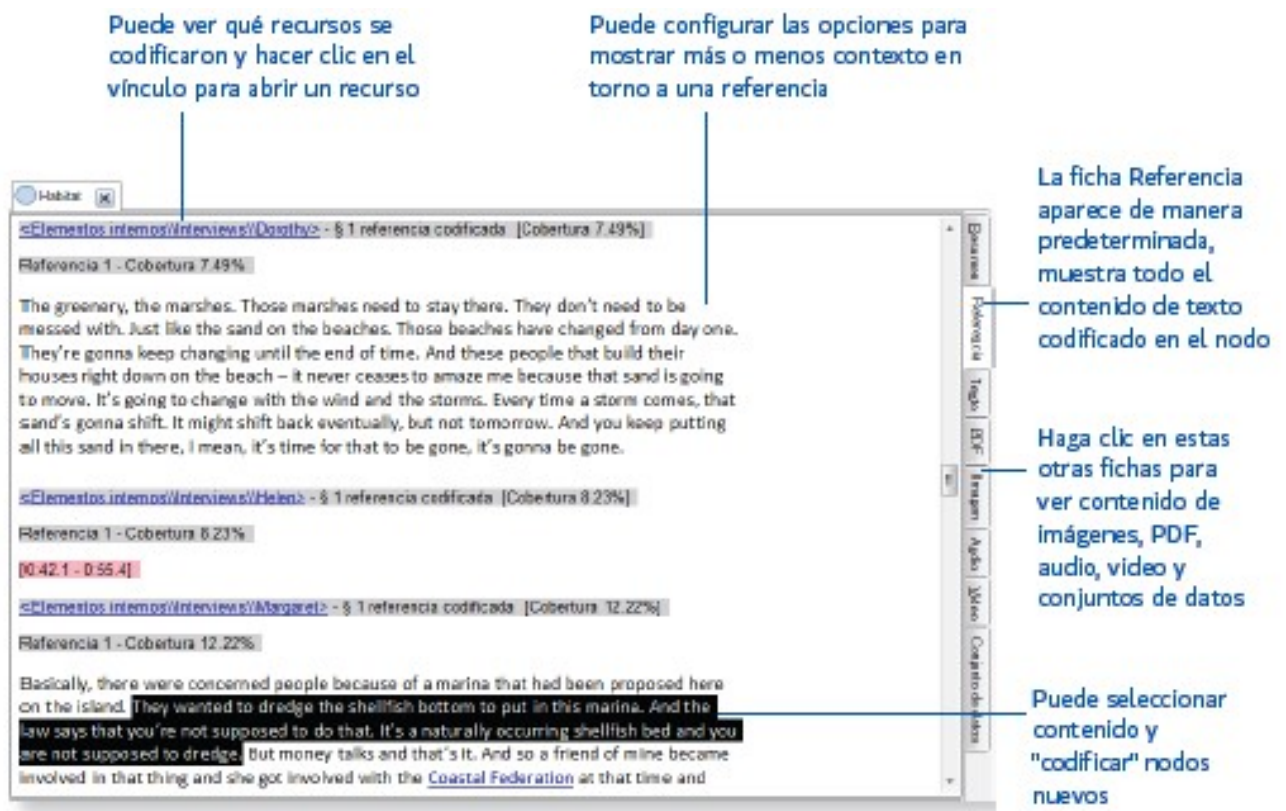 Puede ver qué recursos se
codificaron y hacer clic en el
vínculo para abrir un recurso
Puede configurar las opciones para
mostrar más o menos contexto en
torno a una referencia
Habitat
<Elementos internos\\Interviews\\Dorothy> - § 1 referencia codificada [Cobertura 7.49%]
Referencia 1 - Cobertura 7.49%
The greenery, the marshes. Those marshes need to stay there. They don't need to be
messed with. Just like the sand on the beaches. Those beaches have changed from day one.
They're gonna keep changing until the end of time. And these people that build their
houses right down on the beach – it never ceases to amaze me because that sand is going
to move. It's going to change with the wind and the storms. Every time a storm comes, that
sand's gonna shift. It might shift back eventually, but not tomorrow. And you keep putting
all this sand in there, I mean, it's time for that to be gone, it's gonna be gone.
<Elementos internos\\Interviews\\Helen> - § 1 referencia codificada [Cobertura 8.23%]
Referencia 1 - Cobertura 8.23%
[0:42.1 - 0:55.4]
<Elementos internos\\Interviews\\Margaret> - § 1 referencia codificada [Cobertura 12.22%]
Referencia 1 - Cobertura 12.22%
Basically, there were concerned people because of a marina that had been proposed here
on the island. They wanted to dredge the shellfish bottom to put in this marina. And the
law says that you're not supposed to do that. It's a naturally occurring shellfish bed and you
are not supposed to dredge. But money talks and that's it. And so a friend of mine became
involved in that thing and she got involved with the Coastal Federation at that time and
Referencia
Texto
PDF
Imagen
Audio
Video
Conjunto de datos
La ficha Referencia
aparece de manera
predeterminada,
muestra todo el
contenido de texto
codificado en el nodo
Haga clic en estas
otras fichas para
ver contenido de
imágenes, PDF,
audio, video y
conjuntos de datos
Puede seleccionar
contenido y
"codificar" nodos
nuevos